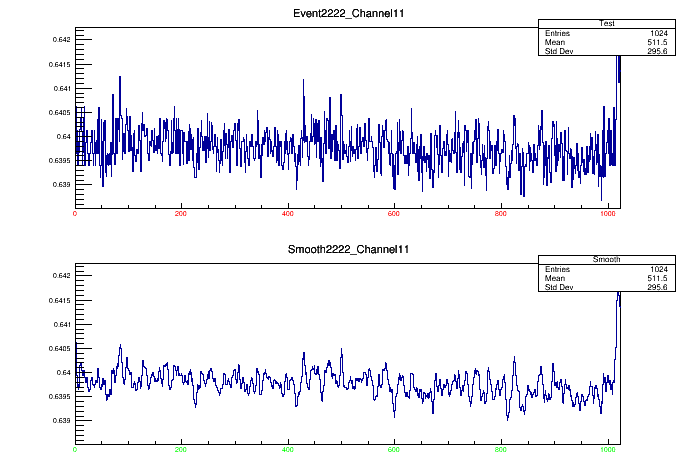 Event2222_Channel11
Test
Entries 1024
Mean 511.5
Std Dev 295.6
0.642
0.6415
0.641
0.6405
0.64
0.6395
0.639
0 200 400 600 800 1000
Smooth2222_Channel11
Smooth
Entries 1024
Mean 511.5
Std Dev 295.6
0.642
0.6415
0.641
0.6405
0.64
0.6395
0.639
0 200 400 600 800 1000